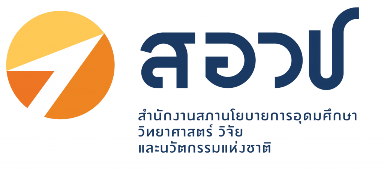 สอวช
สำนักงานสภานโยบายการอุดมศึกษา
วิทยาศาสตร์ วิจัย
และนวัตกรรมแห่งชาติ